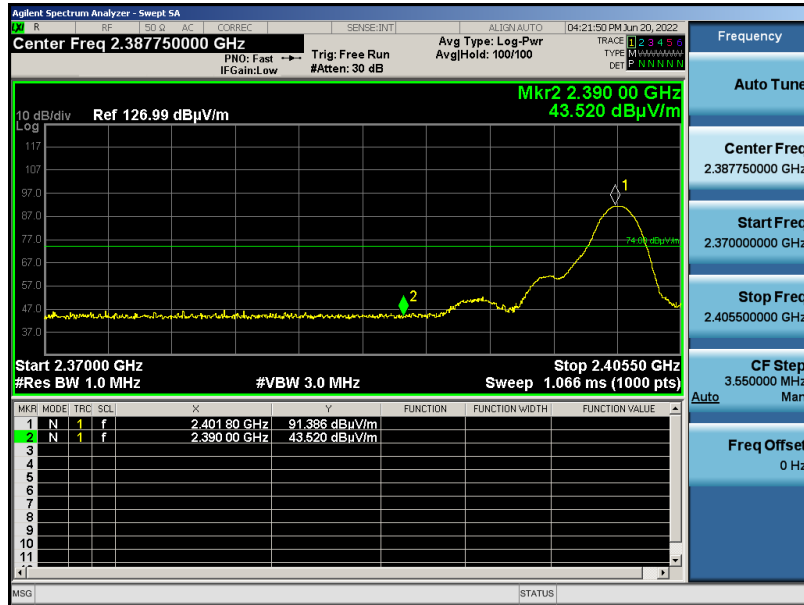 Agilent Spectrum Analyzer - Swept SA
LXI R RF 50 Ω AC CORREC SENSE:INT ALIGN AUTO 04:21:50 PM Jun 20, 2022
Center Freq 2.387750000 GHz
PNO: Fast
IFGain:Low
Trig: Free Run
#Atten: 30 dB
Avg Type: Log-Pwr
Avg|Hold: 100/100
TRACE 1 2 3 4 5 6
TYPE M
DET P N N N N N
Mkr2 2.390 00 GHz
43.520 dBµV/m
10 dB/div Ref 126.99 dBµV/m
Log
117
107
97.0
87.0
77.0
67.0
57.0
47.0
37.0
1
2
74.00 dBµV/m
Start 2.37000 GHz Stop 2.40550 GHz
#Res BW 1.0 MHz #VBW 3.0 MHz Sweep 1.066 ms (1000 pts)
MKR MODE TRC SCL X Y FUNCTION FUNCTION WIDTH FUNCTION VALUE
1 N 1 f 2.401 80 GHz 91.386 dBµV/m
2 N 1 f 2.390 00 GHz 43.520 dBµV/m
3
4
5
6
7
8
9
10
11
MSG STATUS
Frequency
Auto Tune
Center Freq
2.387750000 GHz
Start Freq
2.370000000 GHz
Stop Freq
2.405500000 GHz
CF Step
3.550000 MHz
Auto Man
Freq Offset
0 Hz